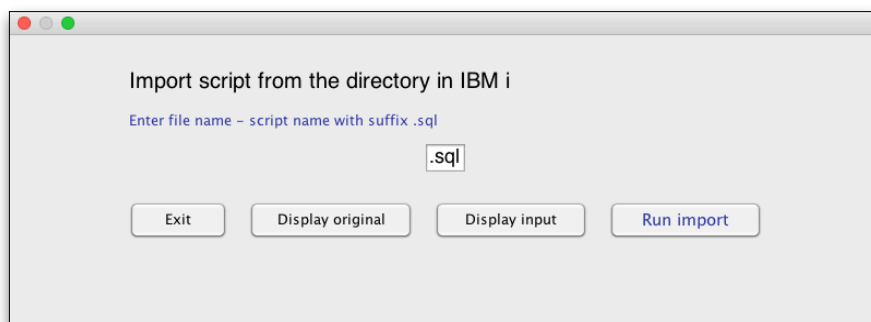 Import script from the directory in IBM i
Enter file name – script name with suffix .sql
.sql
Exit Display original Display input Run import